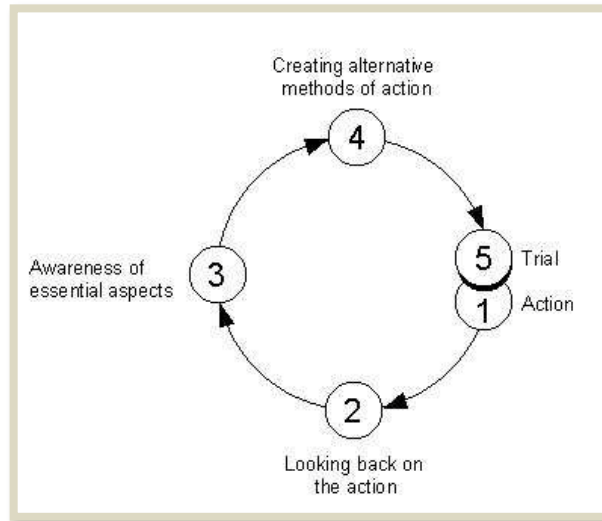 Creating alternative
methods of action
4
5 Trial
1 Action
3
Awareness of
essential aspects
2
Looking back on
the action